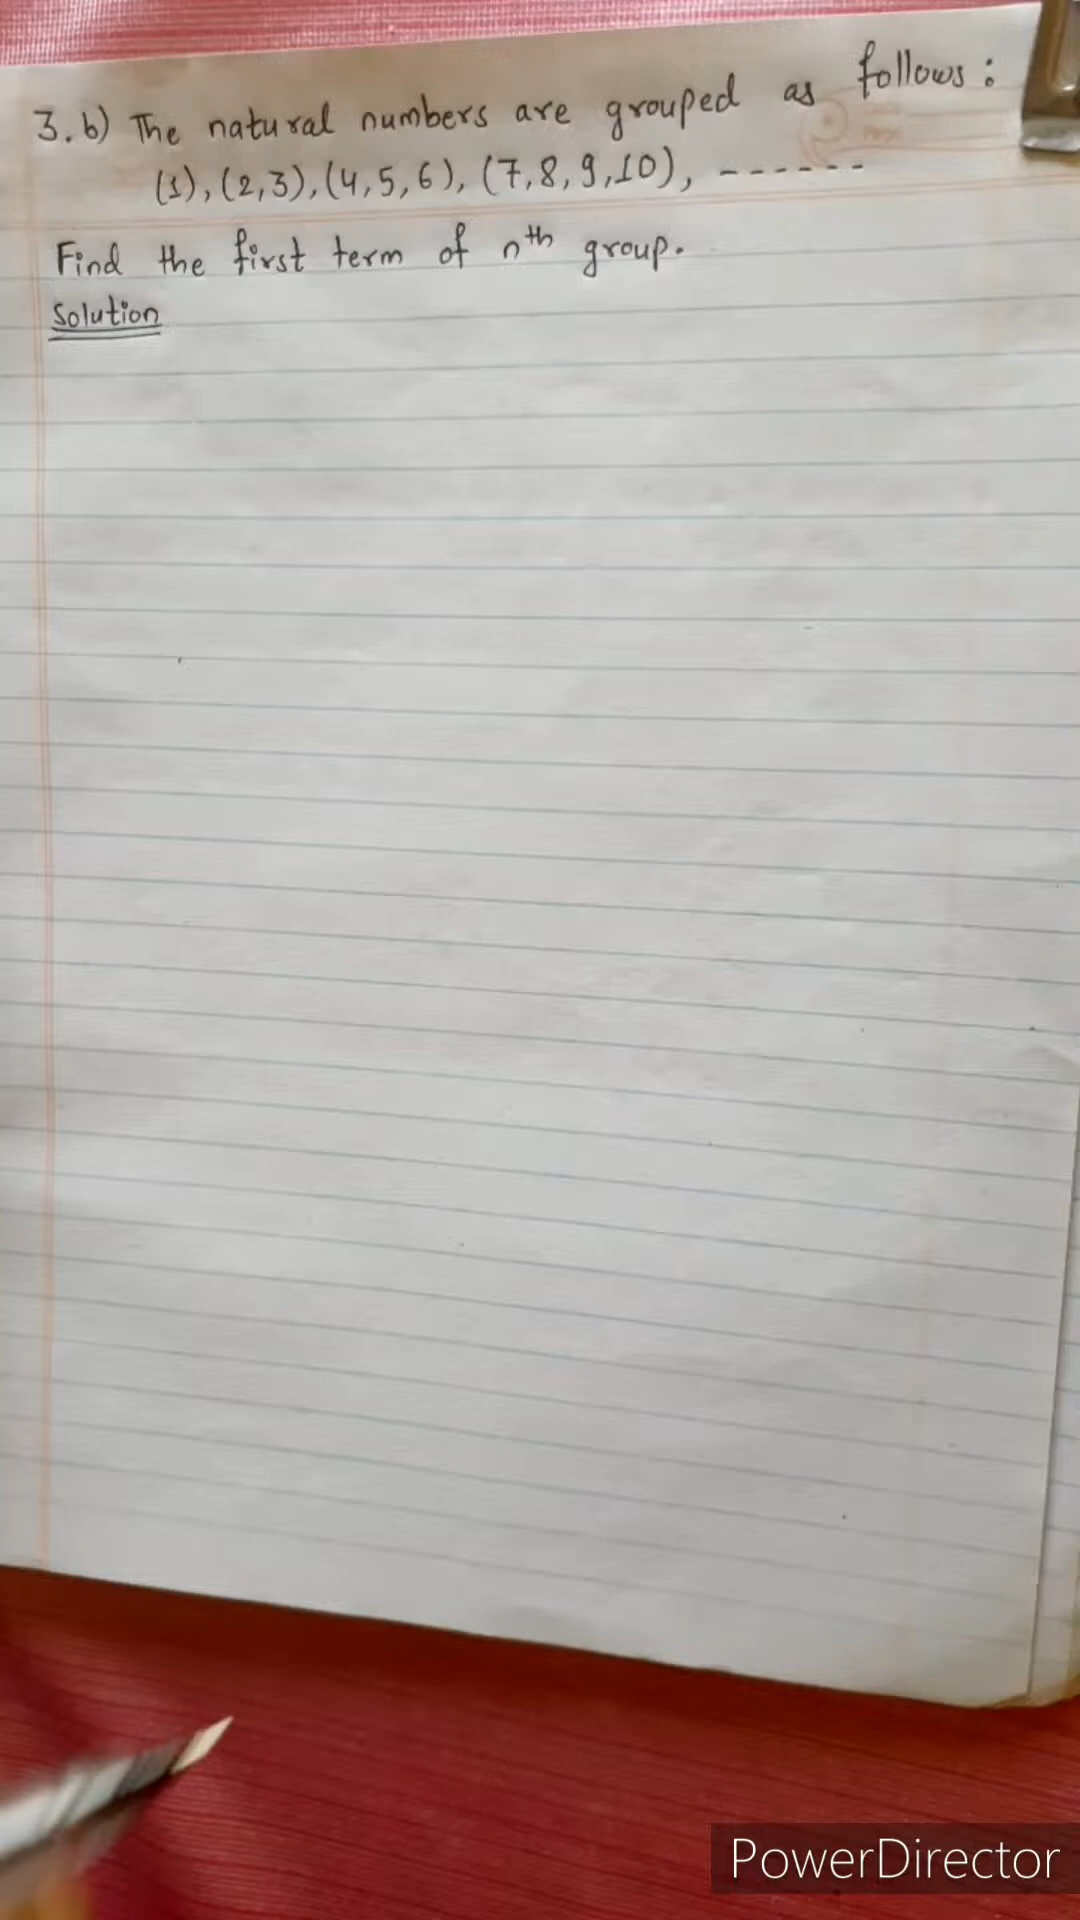 3. b) The natural numbers are grouped as follows :
(1), (2,3), (4,5,6), (7,8,9,10), ------
Find the first term of nth group.
Solution
PowerDirector